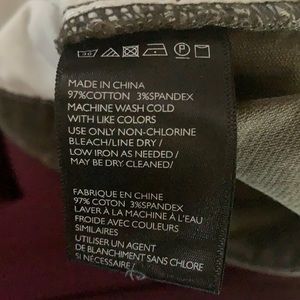 MADE IN CHINA
97%COTTON 3%SPANDEX
MACHINE WASH COLD
WITH LIKE COLORS
USE ONLY NON-CHLORINE
BLEACH/LINE DRY /
LOW IRON AS NEEDED /
MAY BE DRY CLEANED/
FABRIQUE EN CHINE
97% COTON 3%SPANDEX
LAVER À LA MACHINE À L'EAU
FROIDE AVEC COULEURS
SIMILAIRES
UTILISER UN AGENT
DE BLANCHIMENT SANS CHLORE
SI NÉCESSAIRE /